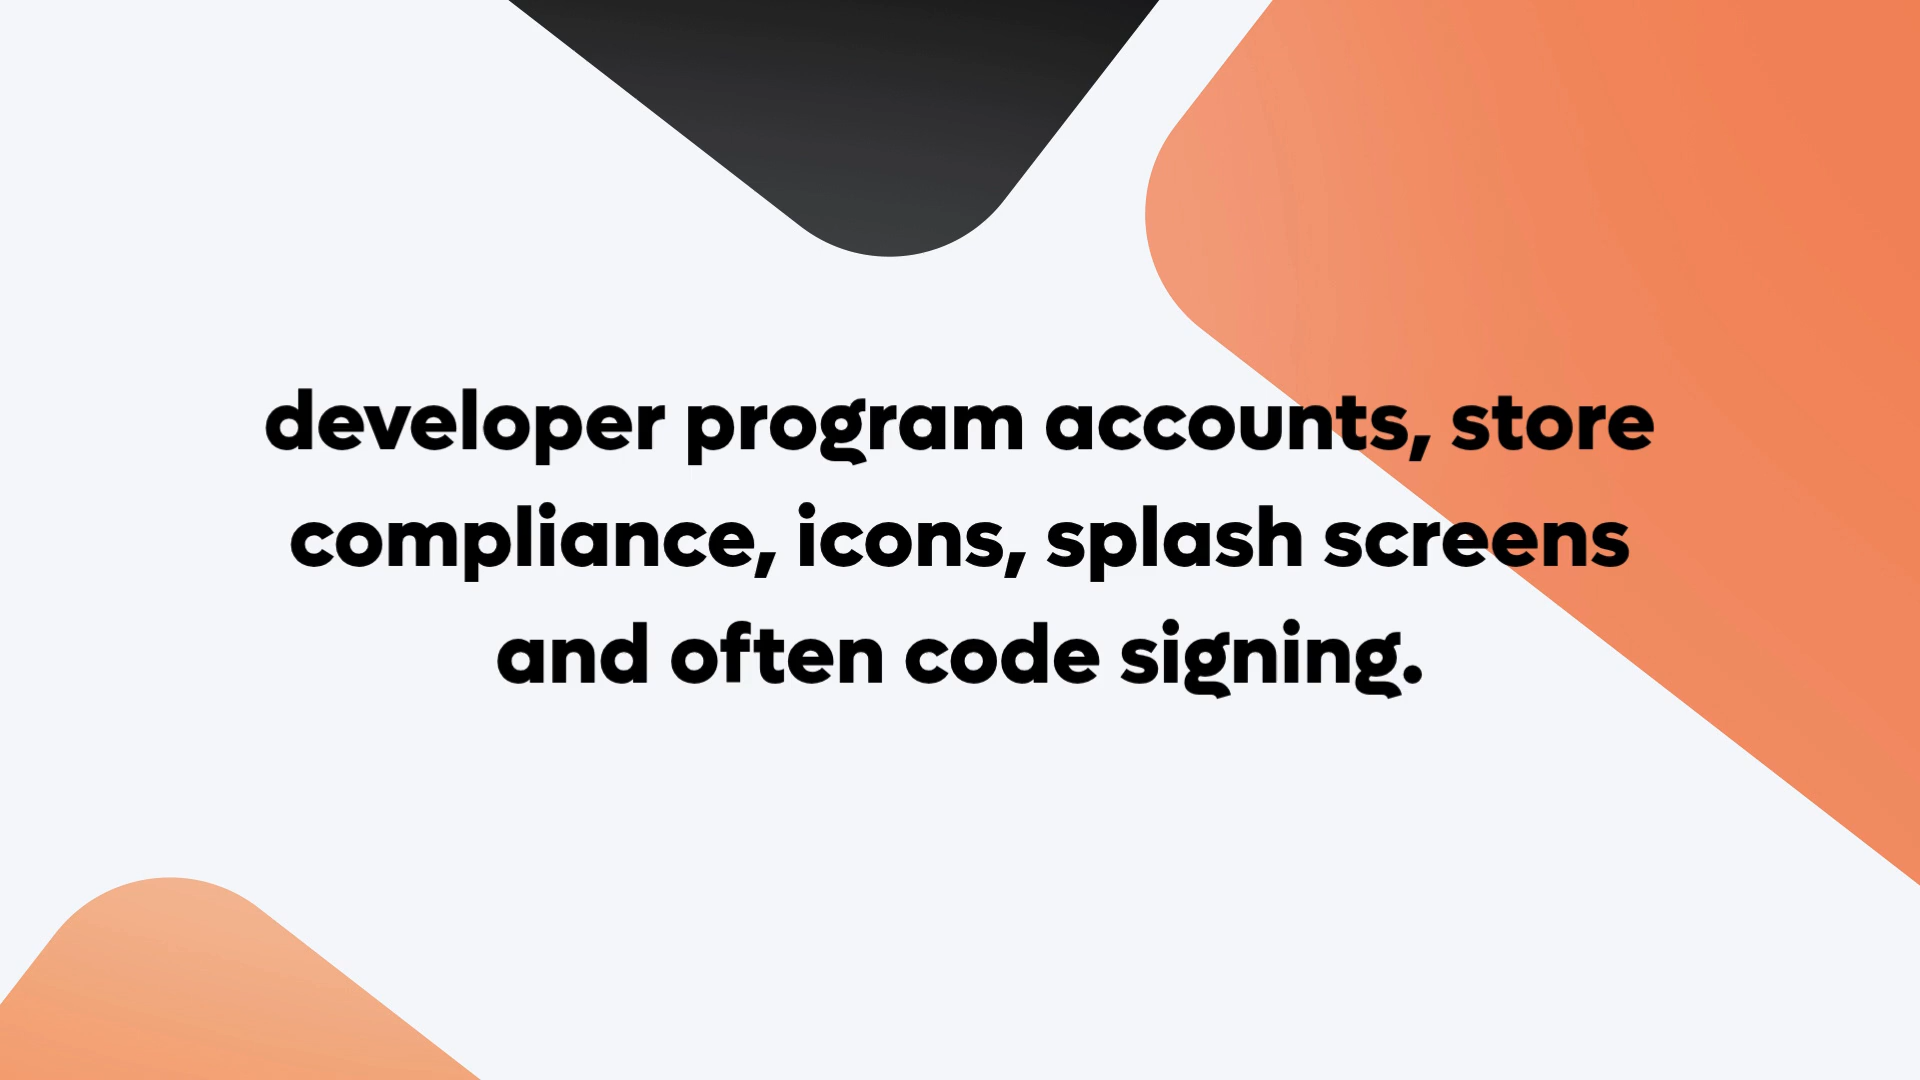 developer program accounts, store
compliance, icons, splash screens
and often code signing.